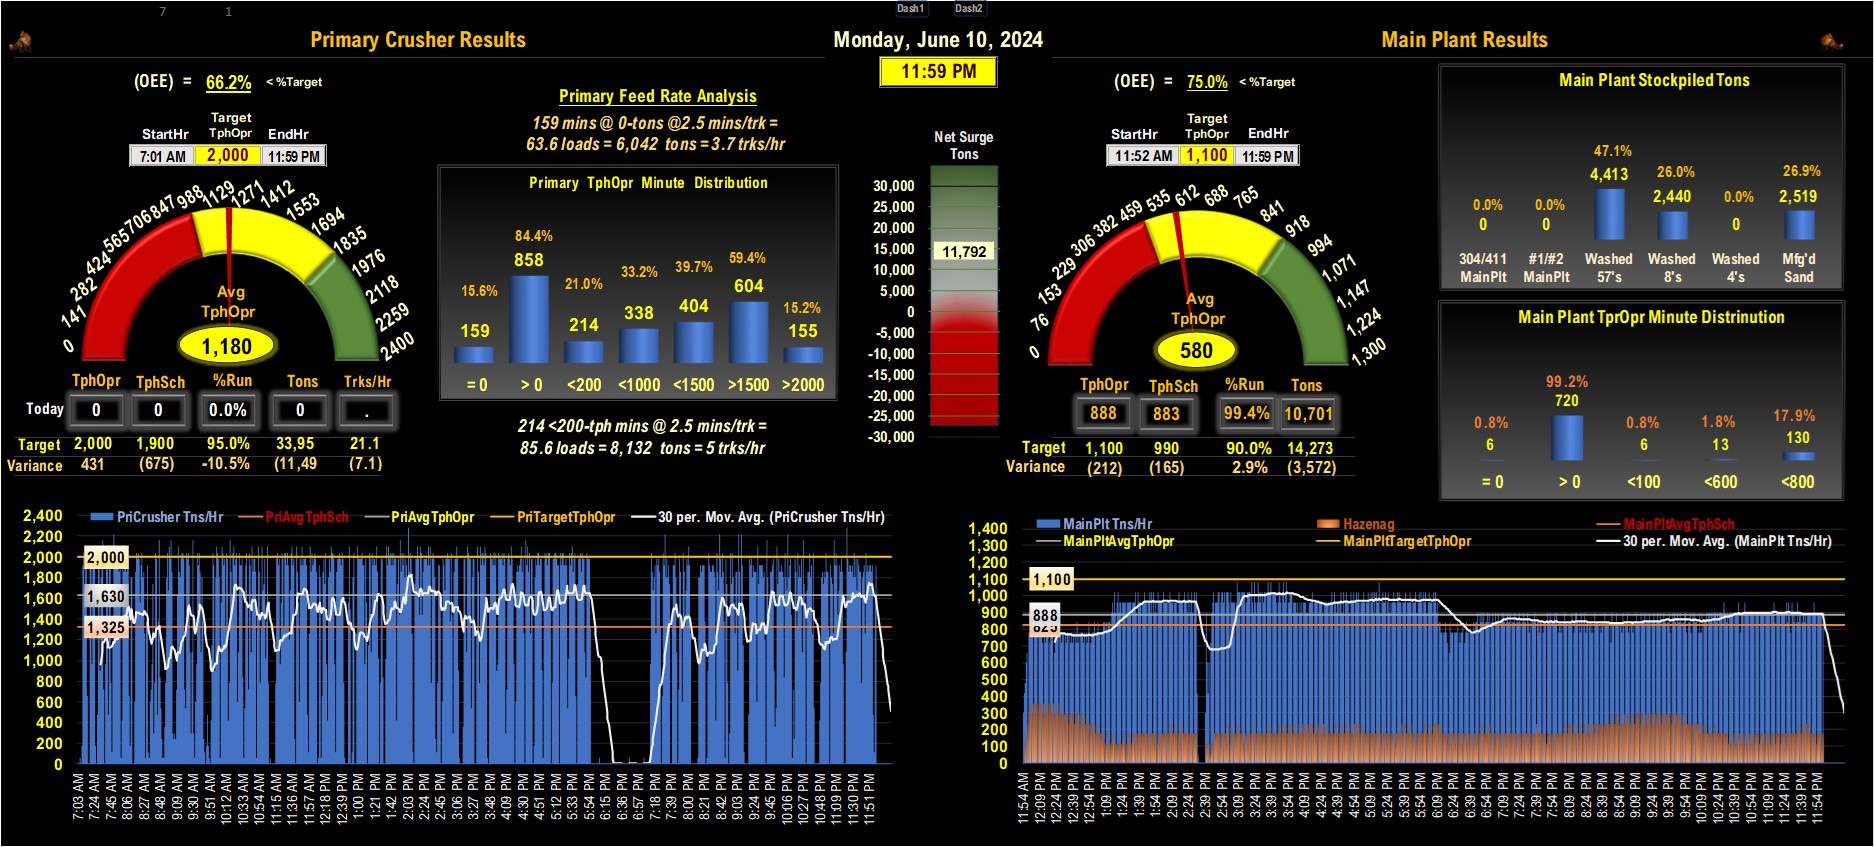 7 1
Dash1 Dash2
Primary Crusher Results
Monday, June 10, 2024
Main Plant Results
11:59 PM
(OEE) = 66.2% < %Target
Target
StartHr TphOpr EndHr
7:01 AM 2,000 11:59 PM
0 141 282 424 565 706 847 988 1129 1271 1412 1553 1694 1835 1976 2118 2259 2400
Avg
TphOpr
1,180
TphOpr TphSch %Run Tons Trks/Hr
Today 0 0 0.0% 0 .
Target 2,000 1,900 95.0% 33,95 21.1
Variance 431 (675) -10.5% (11,49 (7.1)
Primary Feed Rate Analysis
159 mins @ 0-tons @2.5 mins/trk =
63.6 loads = 6,042 tons = 3.7 trks/hr
Primary TphOpr Minute Distribution
15.6% 84.4% 21.0% 33.2% 39.7% 59.4% 15.2%
159 858 214 338 404 604 155
= 0 > 0 <200 <1000 <1500 >1500 >2000
214 <200-tph mins @ 2.5 mins/trk =
85.6 loads = 8,132 tons = 5 trks/hr
Net Surge
Tons
30,000
25,000
20,000
15,000
11,792
10,000
5,000
0
-5,000
-10,000
-15,000
-20,000
-25,000
-30,000
(OEE) = 75.0% < %Target
Target
StartHr TphOpr EndHr
11:52 AM 1,100 11:59 PM
0 76 153 229 306 382 459 535 612 688 765 841 918 994 1,071 1,147 1,224 1,300
Avg
TphOpr
580
TphOpr TphSch %Run Tons
888 883 99.4% 10,701
Target 1,100 990 90.0% 14,273
Variance (212) (165) 2.9% (3,572)
Main Plant Stockpiled Tons
0.0% 0.0% 47.1% 26.0% 0.0% 26.9%
0 0 4,413 2,440 0 2,519
304/411 #1/#2 Washed Washed Washed Mfg'd
MainPlt MainPlt 57's 8's 4's Sand
Main Plant TprOpr Minute Distrinution
0.8% 99.2% 0.8% 1.8% 17.9%
6 720 6 13 130
= 0 > 0 <100 <600 <800
PriCrusher Tns/Hr PriAvgTphSch PriAvgTphOpr PriTargetTphOpr 30 per. Mov. Avg. (PriCrusher Tns/Hr)
2,400
2,200
2,000
1,800
1,600
1,400
1,200
1,000
800
600
400
200
0
2,000
1,630
1,325
7:03 AM 7:24 AM 7:45 AM 8:06 AM 8:27 AM 8:48 AM 9:09 AM 9:30 AM 9:51 AM 10:12 AM 10:33 AM 10:54 AM 11:15 AM 11:36 AM 11:57 AM 12:18 PM 12:39 PM 1:00 PM 1:21 PM 1:42 PM 2:03 PM 2:24 PM 2:45 PM 3:06 PM 3:27 PM 3:48 PM 4:09 PM 4:30 PM 4:51 PM 5:12 PM 5:33 PM 5:54 PM 6:15 PM 6:36 PM 6:57 PM 7:18 PM 7:39 PM 8:00 PM 8:21 PM 8:42 PM 9:03 PM 9:24 PM 9:45 PM 10:06 PM 10:27 PM 10:48 PM 11:09 PM 11:30 PM 11:51 PM
MainPlt Tns/Hr Hazenag MainPltAvgTphSch
MainPltAvgTphOpr MainPltTargetTphOpr 30 per. Mov. Avg. (MainPlt Tns/Hr)
1,400
1,300
1,200
1,100
1,000
900
800
700
600
500
400
300
200
100
0
1,100
888
11:54 AM 12:09 PM 12:24 PM 12:39 PM 12:54 PM 1:09 PM 1:24 PM 1:39 PM 1:54 PM 2:09 PM 2:24 PM 2:39 PM 2:54 PM 3:09 PM 3:24 PM 3:39 PM 3:54 PM 4:09 PM 4:24 PM 4:39 PM 4:54 PM 5:09 PM 5:24 PM 5:39 PM 5:54 PM 6:09 PM 6:24 PM 6:39 PM 6:54 PM 7:09 PM 7:24 PM 7:39 PM 7:54 PM 8:09 PM 8:24 PM 8:39 PM 8:54 PM 9:09 PM 9:24 PM 9:39 PM 9:54 PM 10:09 PM 10:24 PM 10:39 PM 10:54 PM 11:09 PM 11:24 PM 11:39 PM 11:54 PM